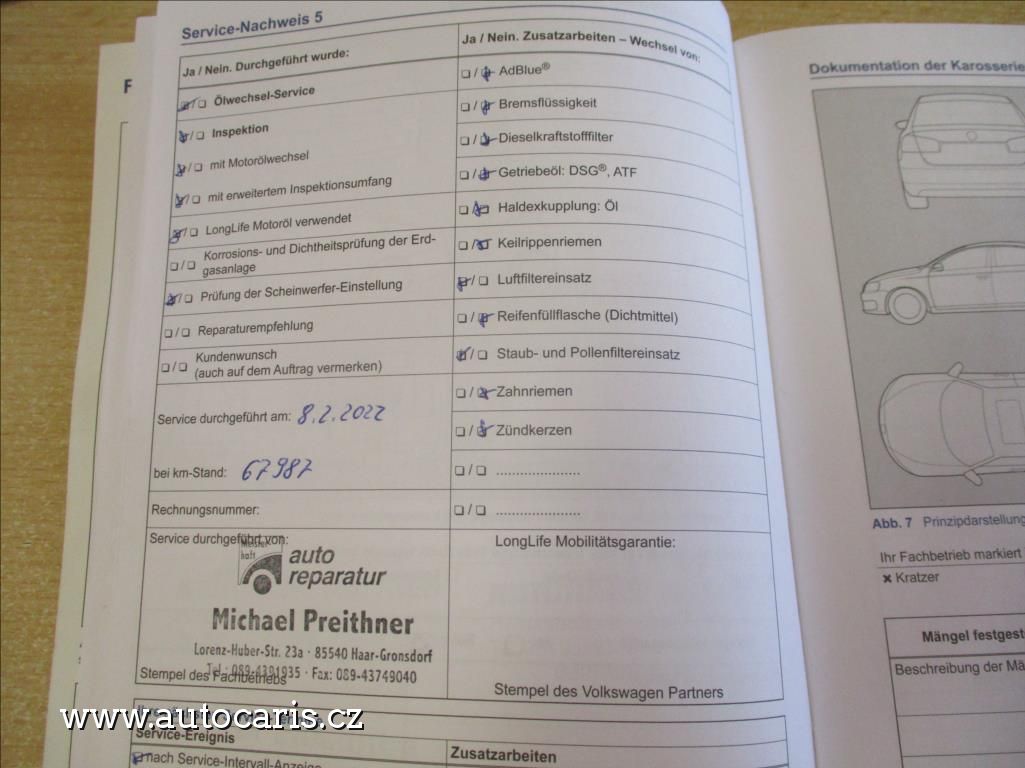 Service-Nachweis 5
Ja / Nein. Durchgeführt wurde:
☒/☐ Ölwechsel-Service
☒/☐ Inspektion
☒/☐ mit Motorölwechsel
☒/☐ mit erweitertem Inspektionsumfang
☒/☐ LongLife Motoröl verwendet
☐/☐ Korrosions- und Dichtheitsprüfung der Erd-
gasanlage
☒/☐ Prüfung der Scheinwerfer-Einstellung
☐/☐ Reparaturempfehlung
☐/☐ Kundenwunsch
(auch auf dem Auftrag vermerken)
Service durchgeführt am: 8.2.2022
bei km-Stand: 67987
Rechnungsnummer:
Service durchgeführt von:
Meister
haft
auto
reparatur
Michael Preithner
Lorenz-Huber-Str. 23a · 85540 Haar-Gronsdorf
Fax: 089-43749040
Stempel des Fachbetriebs
Ja / Nein. Zusatzarbeiten – Wechsel von:
☐/☒ AdBlue®
☐/☒ Bremsflüssigkeit
☐/☒ Dieselkraftstofffilter
☐/☒ Getriebeöl: DSG®, ATF
☐/☒ Haldexkupplung: Öl
☐/☒ Keilrippenriemen
☒/☐ Luftfiltereinsatz
☐/☒ Reifenfüllflasche (Dichtmittel)
☒/☐ Staub- und Pollenfiltereinsatz
☐/☒ Zahnriemen
☐/☒ Zündkerzen
☐/☐ .....................
☐/☐ .....................
LongLife Mobilitätsgarantie:
Stempel des Volkswagen Partners
Service-Ereignis
nach Service-Intervall-Anzeige
Zusatzarbeiten
F
Dokumentation der Karosserie
Abb. 7 Prinzipdarstellung
Ihr Fachbetrieb markiert
✖ Kratzer
Mängel festgest
Beschreibung der Mä
www.autocaris.cz